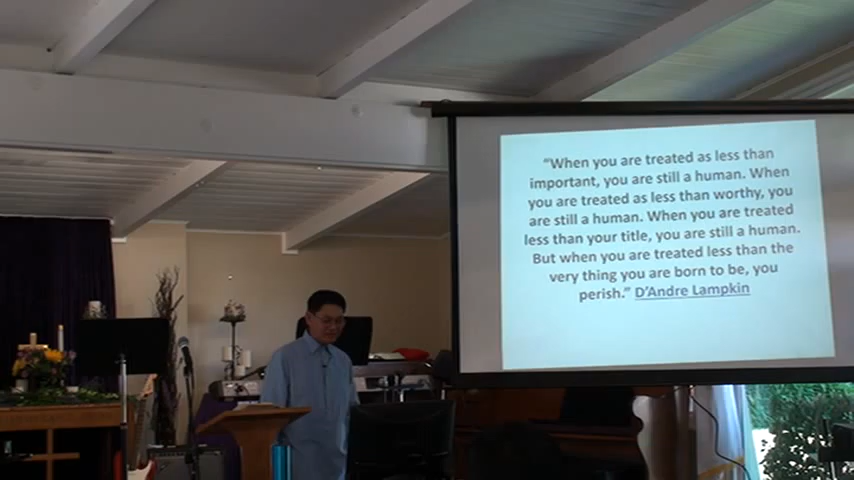 “When you are treated as less than
important, you are still a human. When
you are treated as less than worthy, you
are still a human. When you are treated
less than your title, you are still a human.
But when you are treated less than the
very thing you are born to be, you
perish.” D’Andre Lampkin